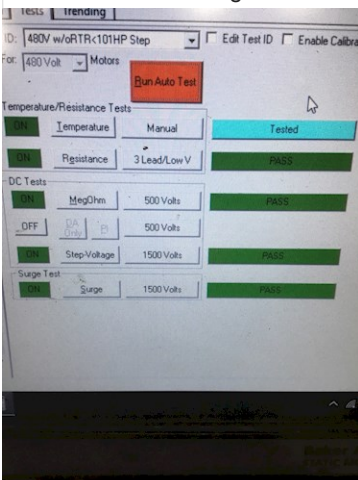 Tests Trending
ID: 480V w/oRTR<101HP Step Edit Test ID Enable Calibra
For: 480 Volt Motors
Run Auto Test
Temperature/Resistance Tests
ON Temperature Manual Tested
ON Resistance 3 Lead/Low V PASS
DC Tests
ON MegOhm 500 Volts PASS
OFF DA Only PI 500 Volts
ON Step-Voltage 1500 Volts PASS
Surge Test
ON Surge 1500 Volts PASS